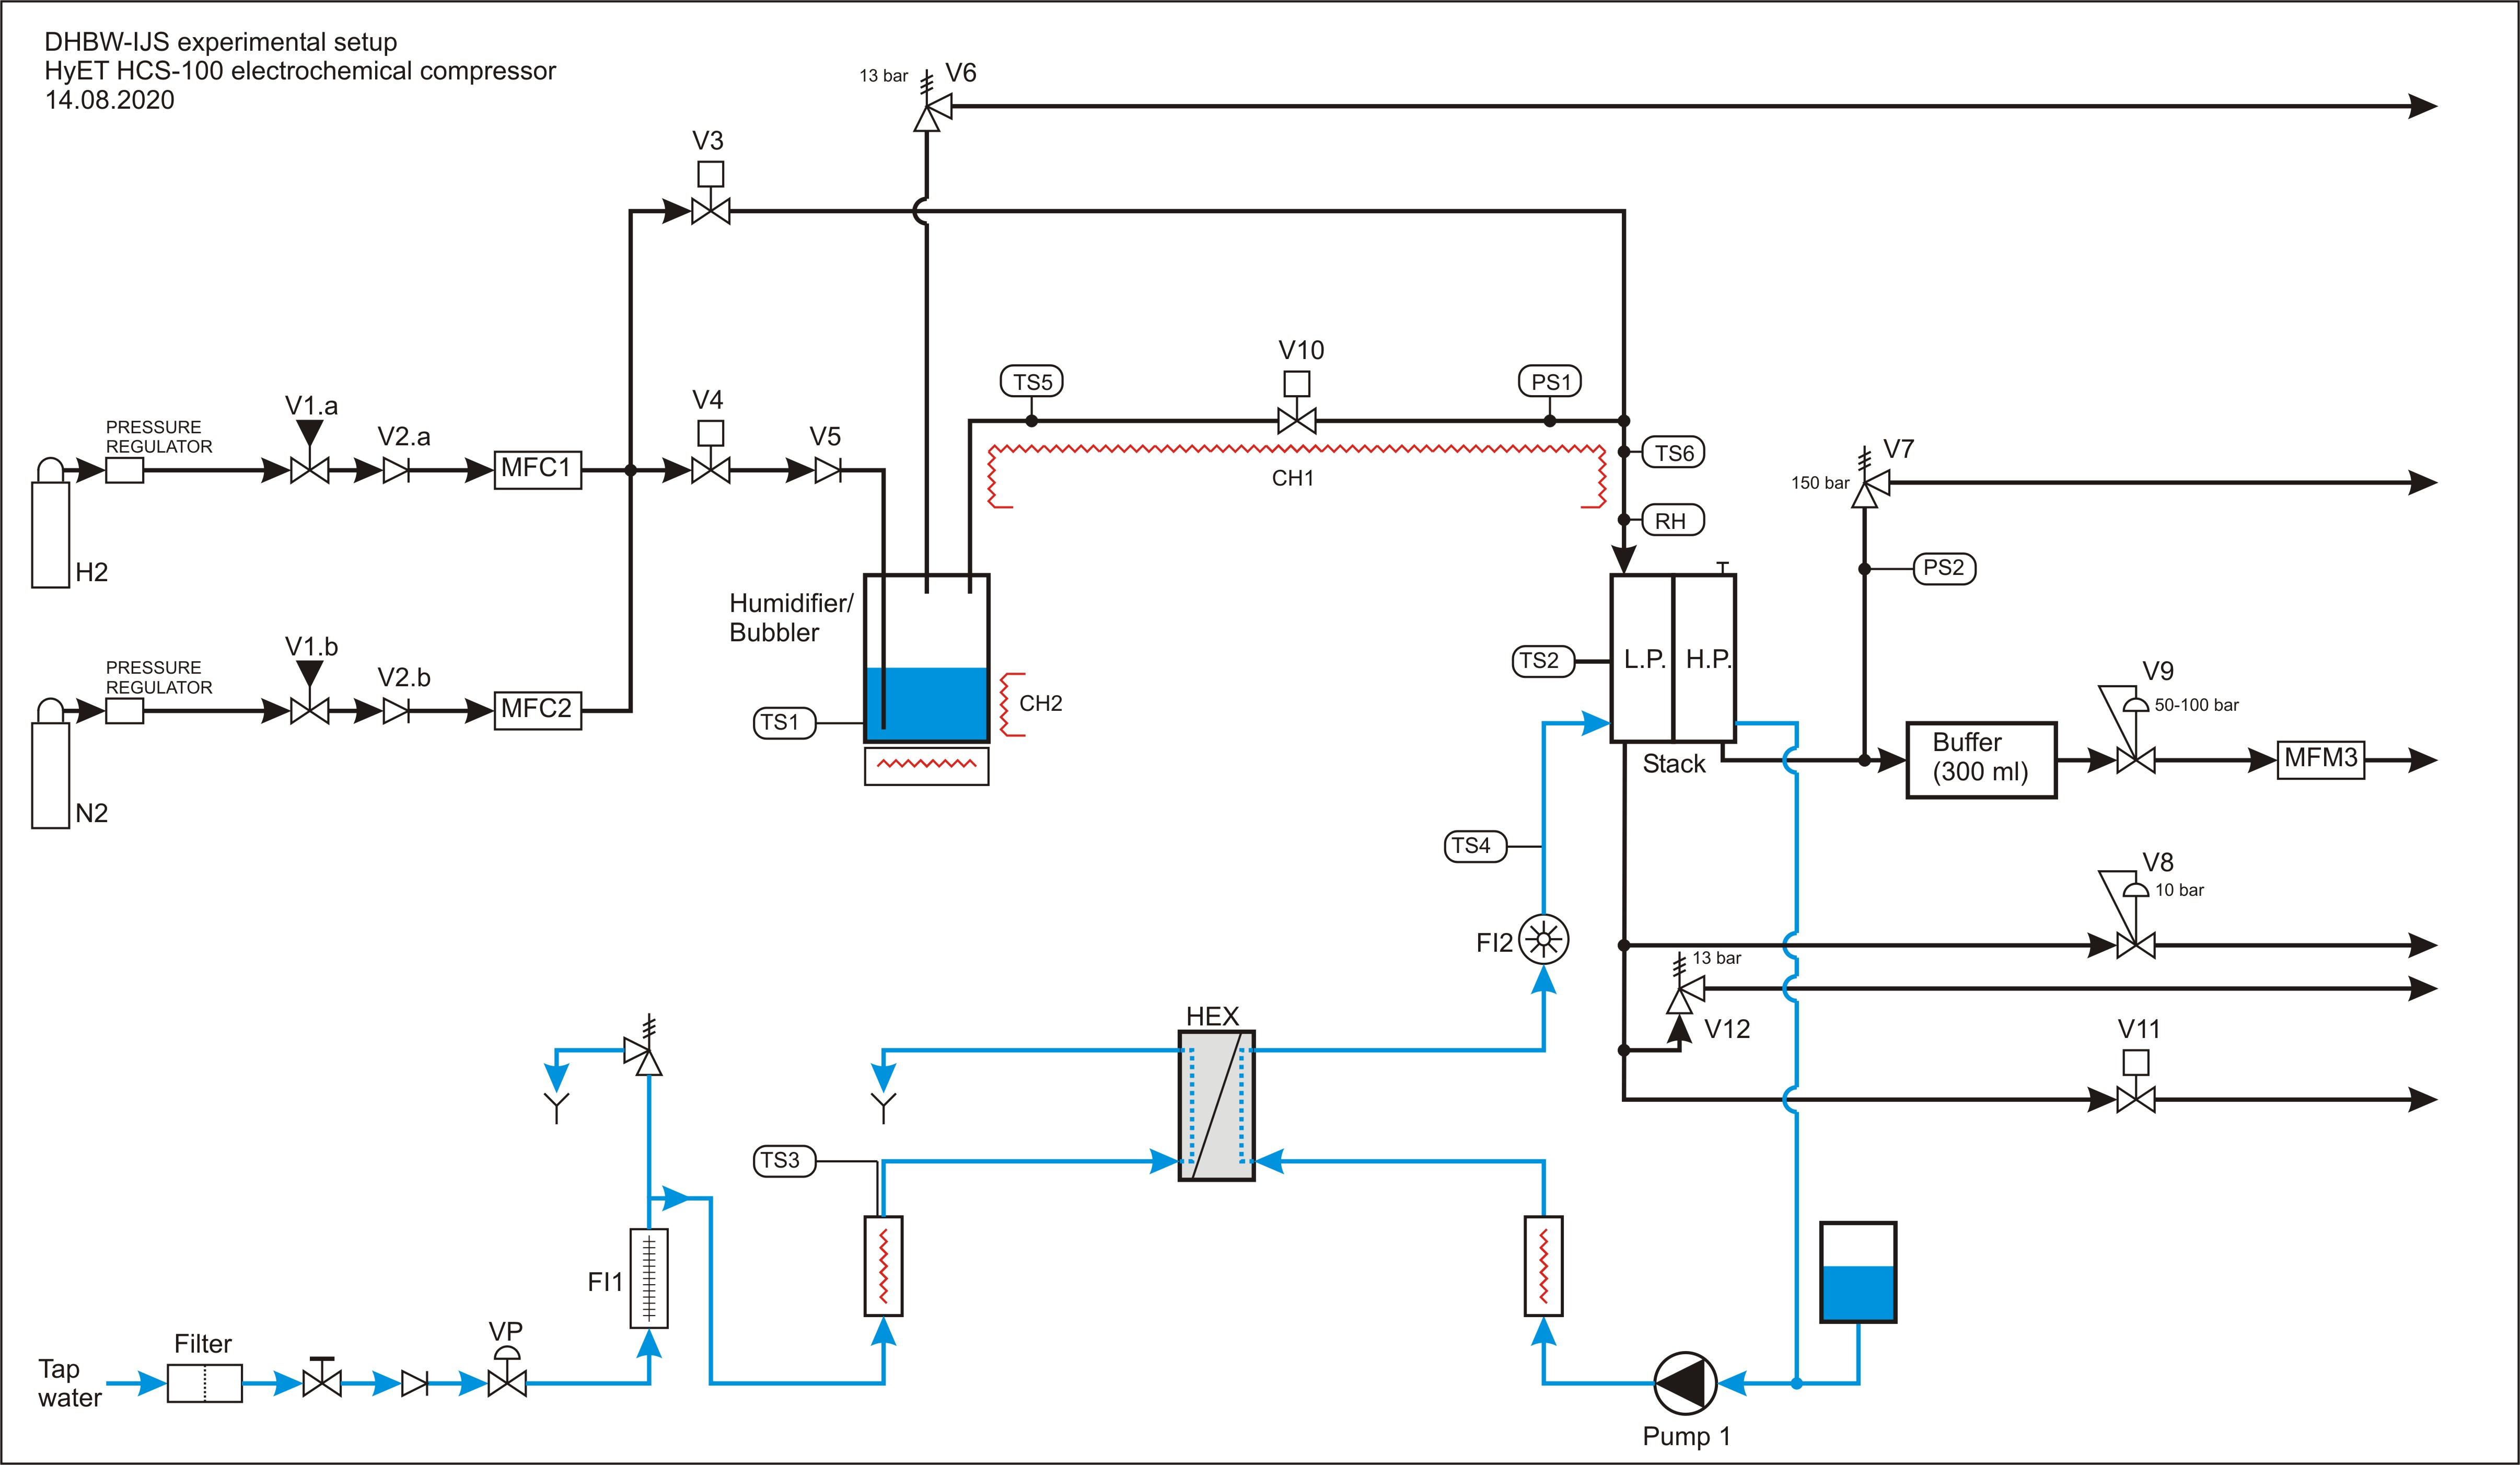 DHBW-IJS experimental setup
HyET HCS-100 electrochemical compressor
14.08.2020
13 bar
V6
V3
V10
TS5
PS1
V1.a
V4
PRESSURE
REGULATOR
V2.a
V5
MFC1
TS6
CH1
V7
150 bar
RH
H2
PS2
Humidifier/
Bubbler
V1.b
PRESSURE
REGULATOR
V2.b
TS2
L.P.
H.P.
V9
50-100 bar
CH2
MFC2
TS1
Stack
Buffer
(300 ml)
MFM3
N2
TS4
V8
10 bar
FI2
13 bar
HEX
V12
V11
TS3
FI1
Filter
VP
Tap
water
Pump 1